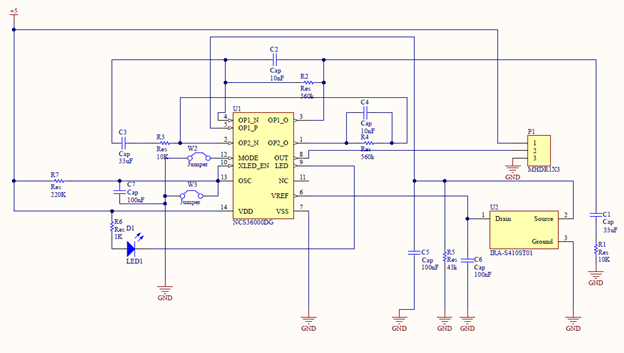 +5
C2
Cap
10nF
R2
Res
560k
C4
Cap
10nF
R4
Res
560k
U1
4
OP1_N
OP1_O
3
5
OP1_P
2
OP2_N
OP2_O
1
12
MODE
OUT
8
10
XLED_EN
LED
9
13
OSC
NC
11
VREF
6
14
VDD
VSS
7
NCS36000DG
C3
Cap
33uF
R3
Res
10K
W2
Jumper
W3
Jumper
R7
Res
220K
C7
Cap
100nF
R6
Res
1K
D1
LED1
GND
GND
P1
1
2
3
MHDR1X3
GND
C5
Cap
100nF
GND
R5
Res
43k
GND
C6
Cap
100nF
GND
U2
1
Drain
Source
2
Ground
3
IRA-S410ST01
GND
C1
Cap
33uF
R1
Res
10K
GND